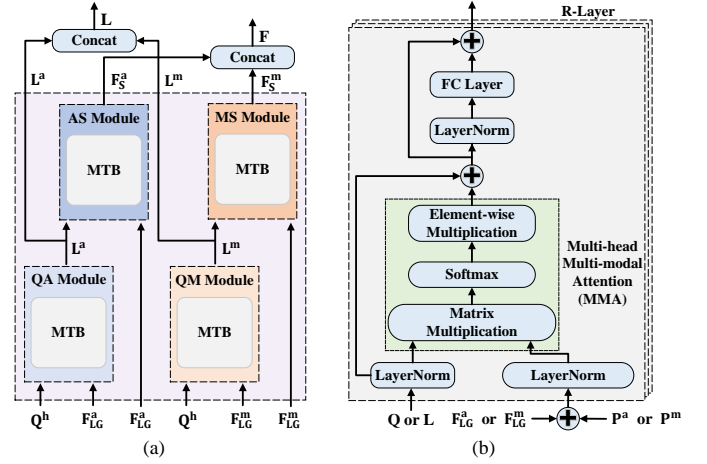 L
F
Concat
Concat
L^a
F_S^a
L^m
F_S^m
AS Module
MTB
MS Module
MTB
L^a
L^m
QA Module
MTB
QM Module
MTB
Q^h
F_LG^a
F_LG^a
Q^h
F_LG^m
F_LG^m
(a)
R-Layer
+
FC Layer
LayerNorm
+
Element-wise
Multiplication
Softmax
Matrix
Multiplication
Multi-head
Multi-modal
Attention
(MMA)
LayerNorm
LayerNorm
Q or L
F_LG^a or F_LG^m
+
P^a or P^m
(b)